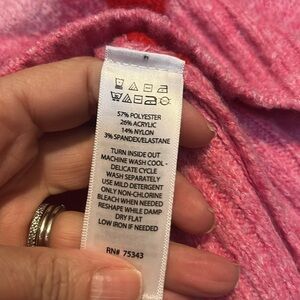 57% POLYESTER
26% ACRYLIC
14% NYLON
3% SPANDEX/ELASTANE
TURN INSIDE OUT
MACHINE WASH COOL -
DELICATE CYCLE
WASH SEPARATELY
USE MILD DETERGENT
ONLY NON-CHLORINE
BLEACH WHEN NEEDED
RESHAPE WHILE DAMP
DRY FLAT
LOW IRON IF NEEDED
RN# 75343